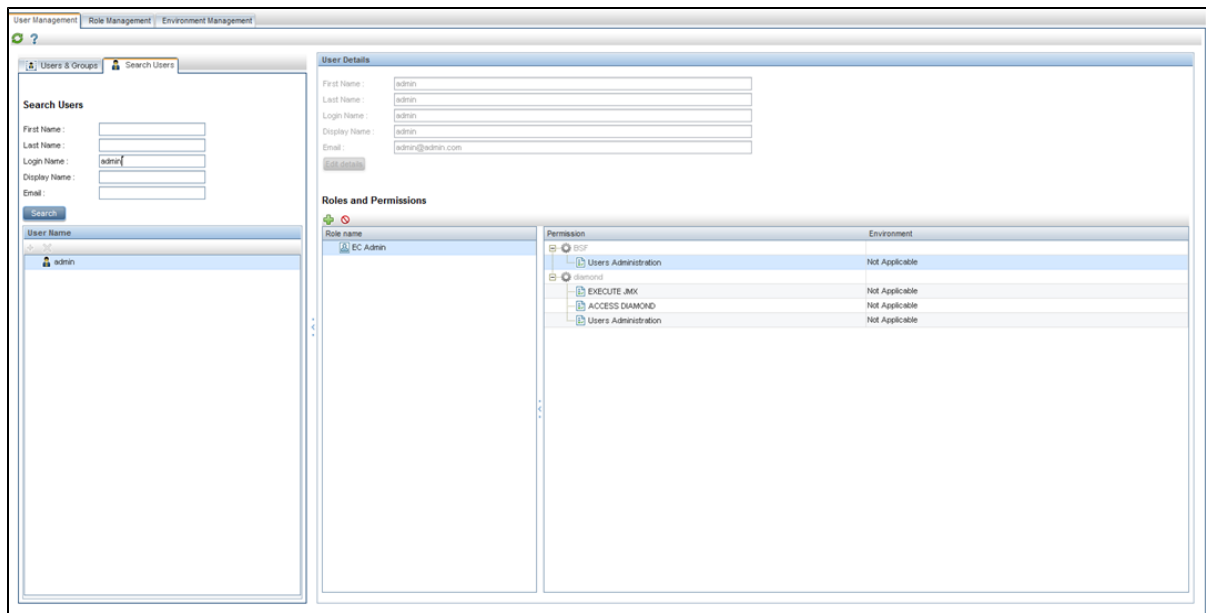 User Management Role Management Environment Management
?
Users & Groups Search Users
Search Users
First Name :
Last Name :
Login Name : admin
Display Name :
Email :
Search
User Name
admin
User Details
First Name : admin
Last Name : admin
Login Name : admin
Display Name : admin
Email : admin@admin.com
Edit details
Roles and Permissions
Role name
EC Admin
Permission Environment
BSF
Users Administration Not Applicable
diamond
EXECUTE JMX Not Applicable
ACCESS DIAMOND Not Applicable
Users Administration Not Applicable